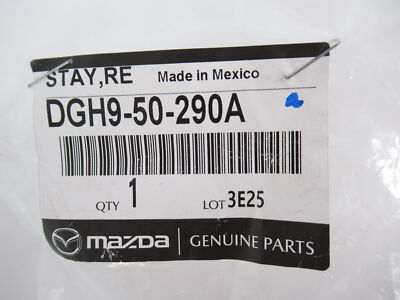 STAY,RE Made in Mexico
DGH9-50-290A
QTY 1 LOT 3E25
mazda GENUINE PARTS